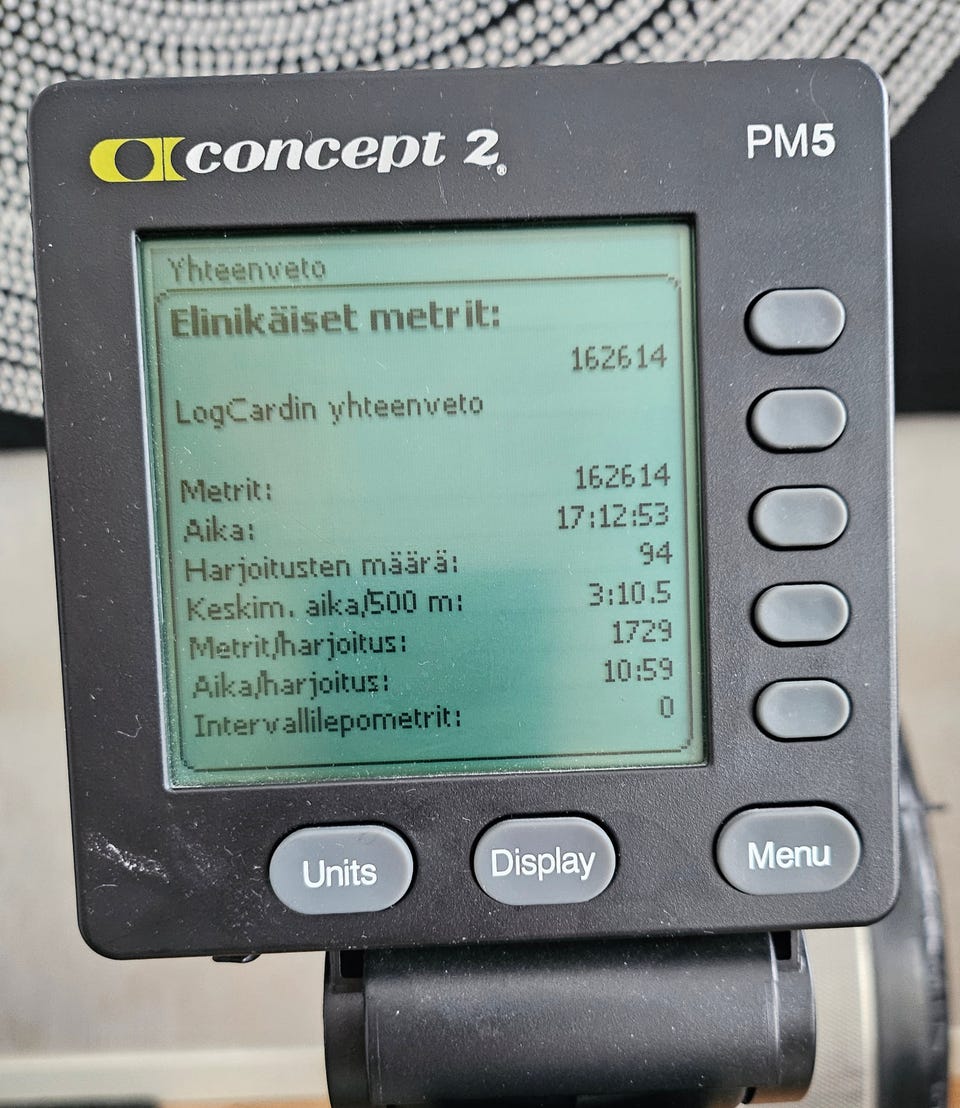 concept 2®
PM5
Yhteenveto
Elinikäiset metrit:
162614
LogCardin yhteenveto
Metrit: 162614
Aika: 17:12:53
Harjoitusten määrä: 94
Keskim. aika/500 m: 3:10.5
Metrit/harjoitus: 1729
Aika/harjoitus: 10:59
Intervallilepometrit: 0
Units
Display
Menu